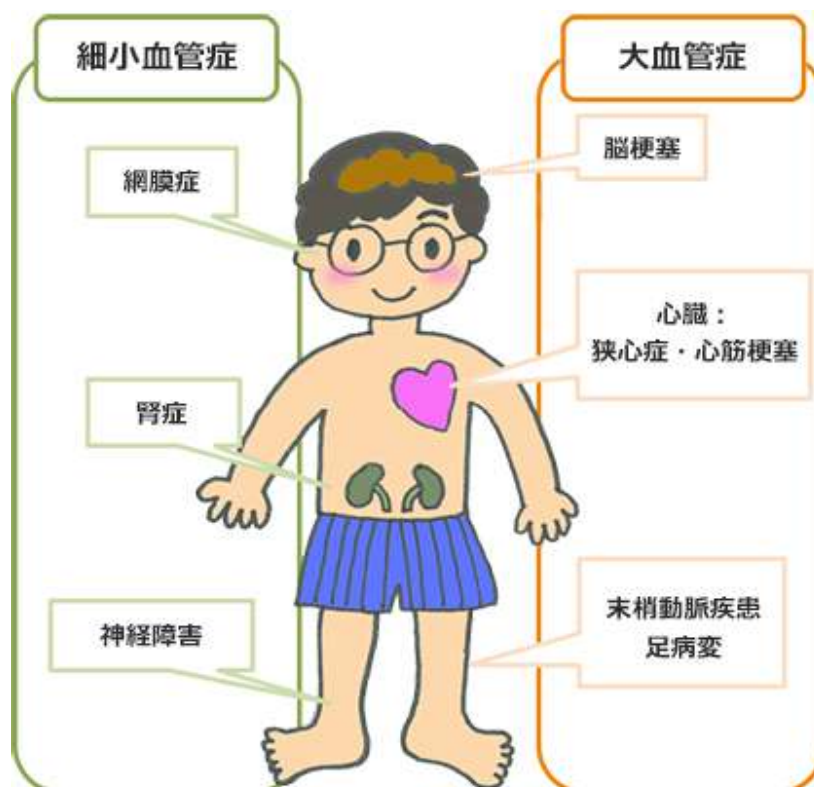 細小血管症
網膜症
腎症
神経障害
大血管症
脳梗塞
心臓：
狭心症・心筋梗塞
末梢動脈疾患
足病変